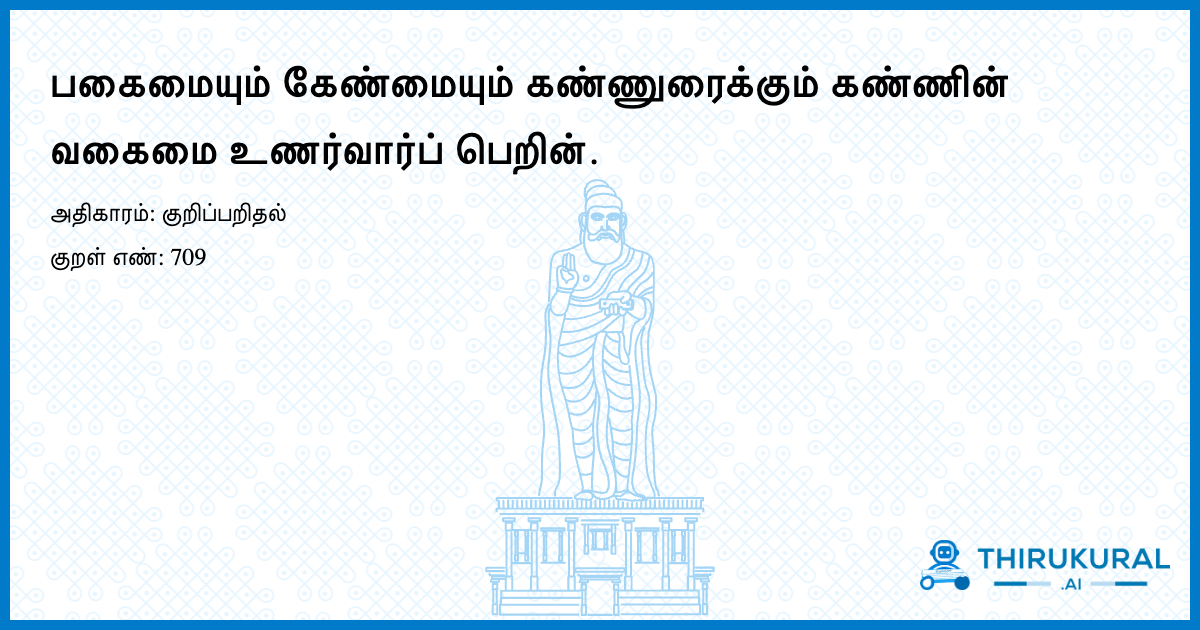 பகைமையும் கேண்மையும் கண்ணுரைக்கும் கண்ணின்
வகைமை உணர்வார்ப் பெறின்.
அதிகாரம்: குறிப்பறிதல்
குறள் எண்: 709
THIRUKURAL
.AI